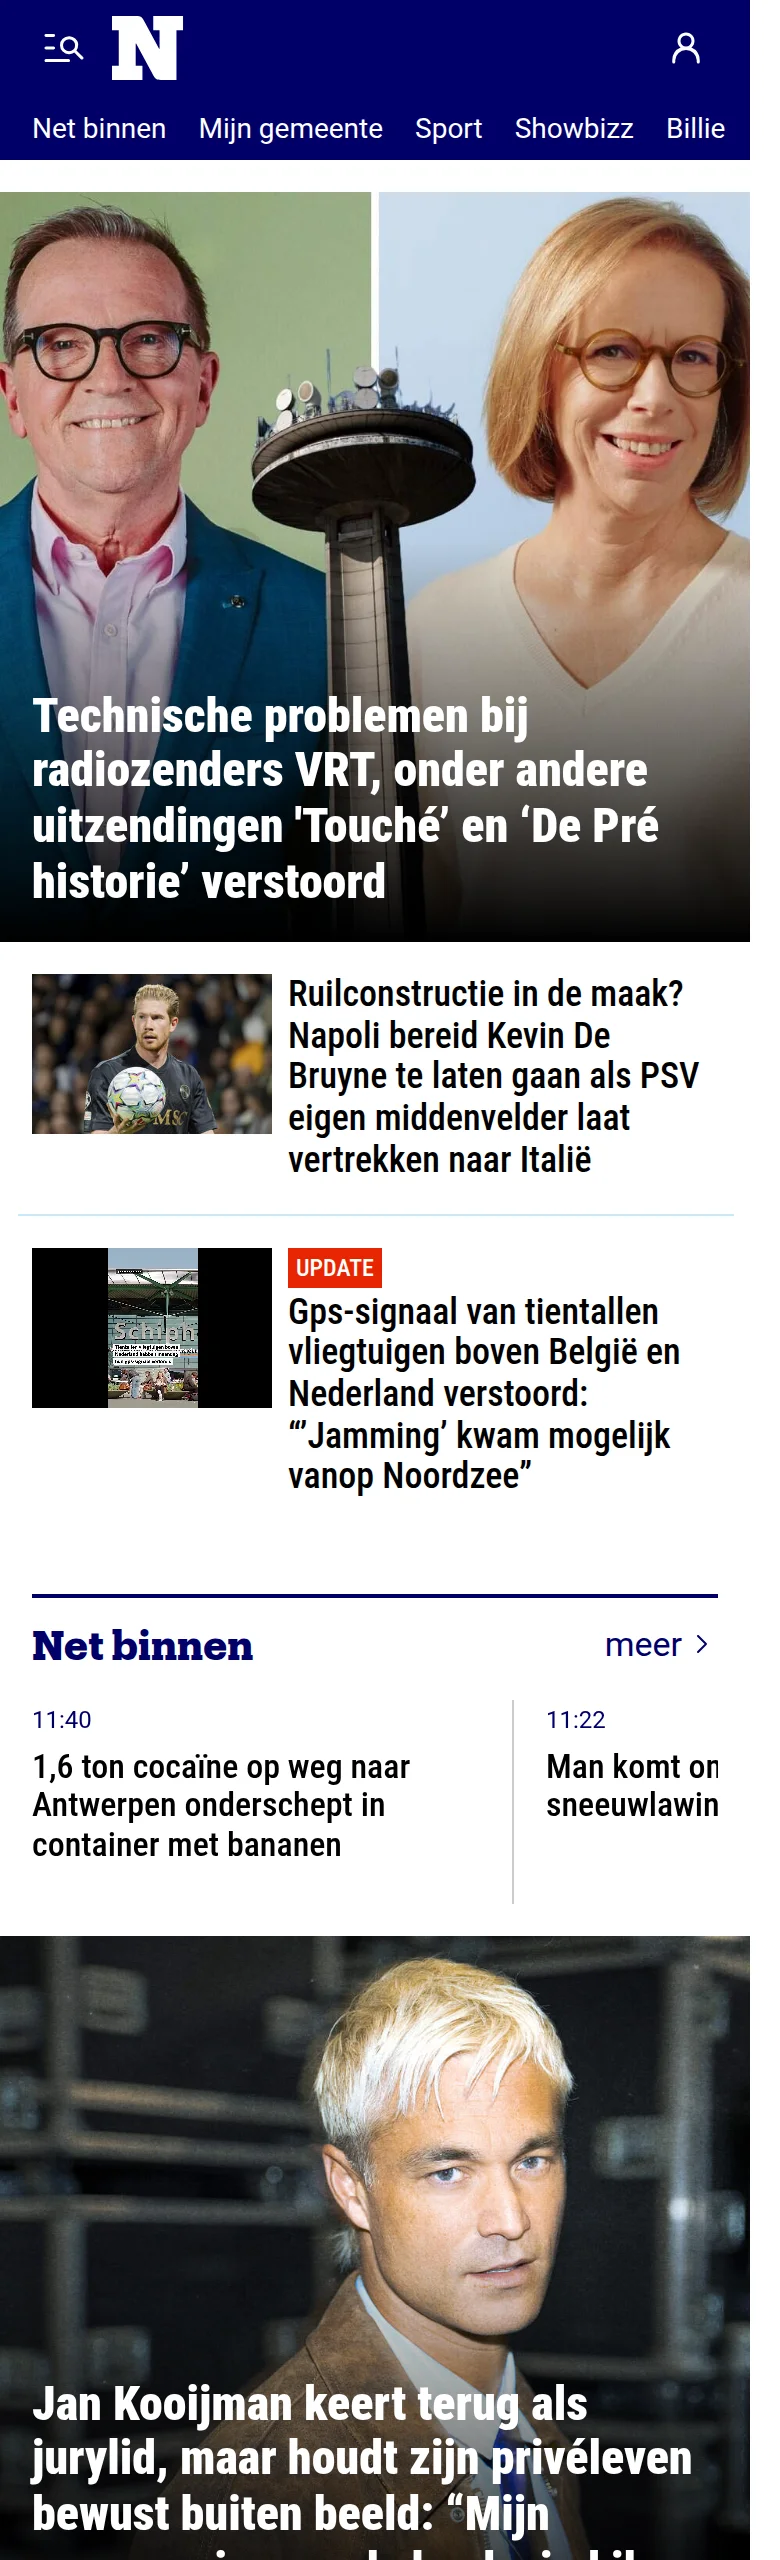 N
Net binnen Mijn gemeente Sport Showbizz Billie
Technische problemen bij
radiozenders VRT, onder andere
uitzendingen 'Touché’ en ‘De Pré
historie’ verstoord
MSC
Ruilconstructie in de maak?
Napoli bereid Kevin De
Bruyne te laten gaan als PSV
eigen middenvelder laat
vertrekken naar Italië
Schiph
UPDATE
Gps-signaal van tientallen
vliegtuigen boven België en
Nederland verstoord:
“’Jamming’ kwam mogelijk
vanop Noordzee”
Net binnen
meer
11:40
1,6 ton cocaïne op weg naar
Antwerpen onderschept in
container met bananen
11:22
Man komt on
sneeuwlawin
Jan Kooijman keert terug als
jurylid, maar houdt zijn privéleven
bewust buiten beeld: “Mijn